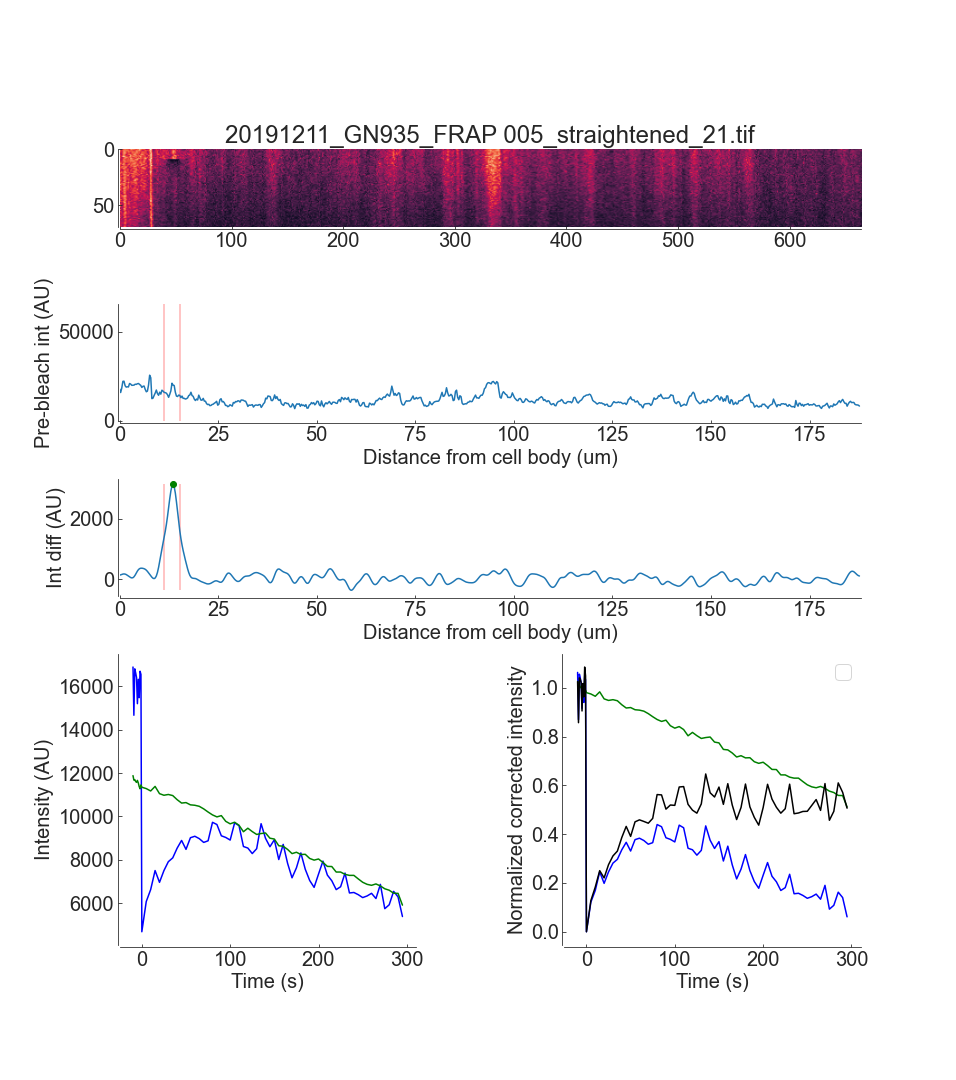 20191211_GN935_FRAP 005_straightened_21.tif
0
50
0 100 200 300 400 500 600
Pre-bleach int (AU)
50000
0
0 25 50 75 100 125 150 175
Distance from cell body (um)
Int diff (AU)
2000
0
0 25 50 75 100 125 150 175
Distance from cell body (um)
Intensity (AU)
16000
14000
12000
10000
8000
6000
0 100 200 300
Time (s)
Normalized corrected intensity
1.0
0.8
0.6
0.4
0.2
0.0
0 100 200 300
Time (s)